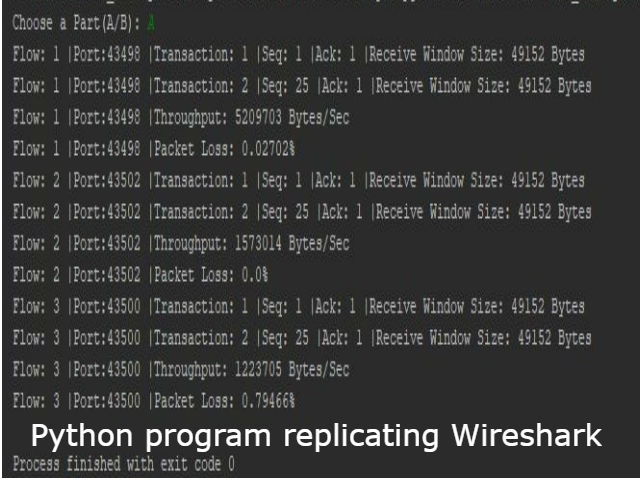 Choose a Part(A/B): A
Flow: 1 |Port:43498 |Transaction: 1 |Seq: 1 |Ack: 1 |Receive Window Size: 49152 Bytes
Flow: 1 |Port:43498 |Transaction: 2 |Seq: 25 |Ack: 1 |Receive Window Size: 49152 Bytes
Flow: 1 |Port:43498 |Throughput: 5209703 Bytes/Sec
Flow: 1 |Port:43498 |Packet Loss: 0.02702%
Flow: 2 |Port:43502 |Transaction: 1 |Seq: 1 |Ack: 1 |Receive Window Size: 49152 Bytes
Flow: 2 |Port:43502 |Transaction: 2 |Seq: 25 |Ack: 1 |Receive Window Size: 49152 Bytes
Flow: 2 |Port:43502 |Throughput: 1573014 Bytes/Sec
Flow: 2 |Port:43502 |Packet Loss: 0.0%
Flow: 3 |Port:43500 |Transaction: 1 |Seq: 1 |Ack: 1 |Receive Window Size: 49152 Bytes
Flow: 3 |Port:43500 |Transaction: 2 |Seq: 25 |Ack: 1 |Receive Window Size: 49152 Bytes
Flow: 3 |Port:43500 |Throughput: 1223705 Bytes/Sec
Flow: 3 |Port:43500 |Packet Loss: 0.79466%
Python program replicating Wireshark
Process finished with exit code 0